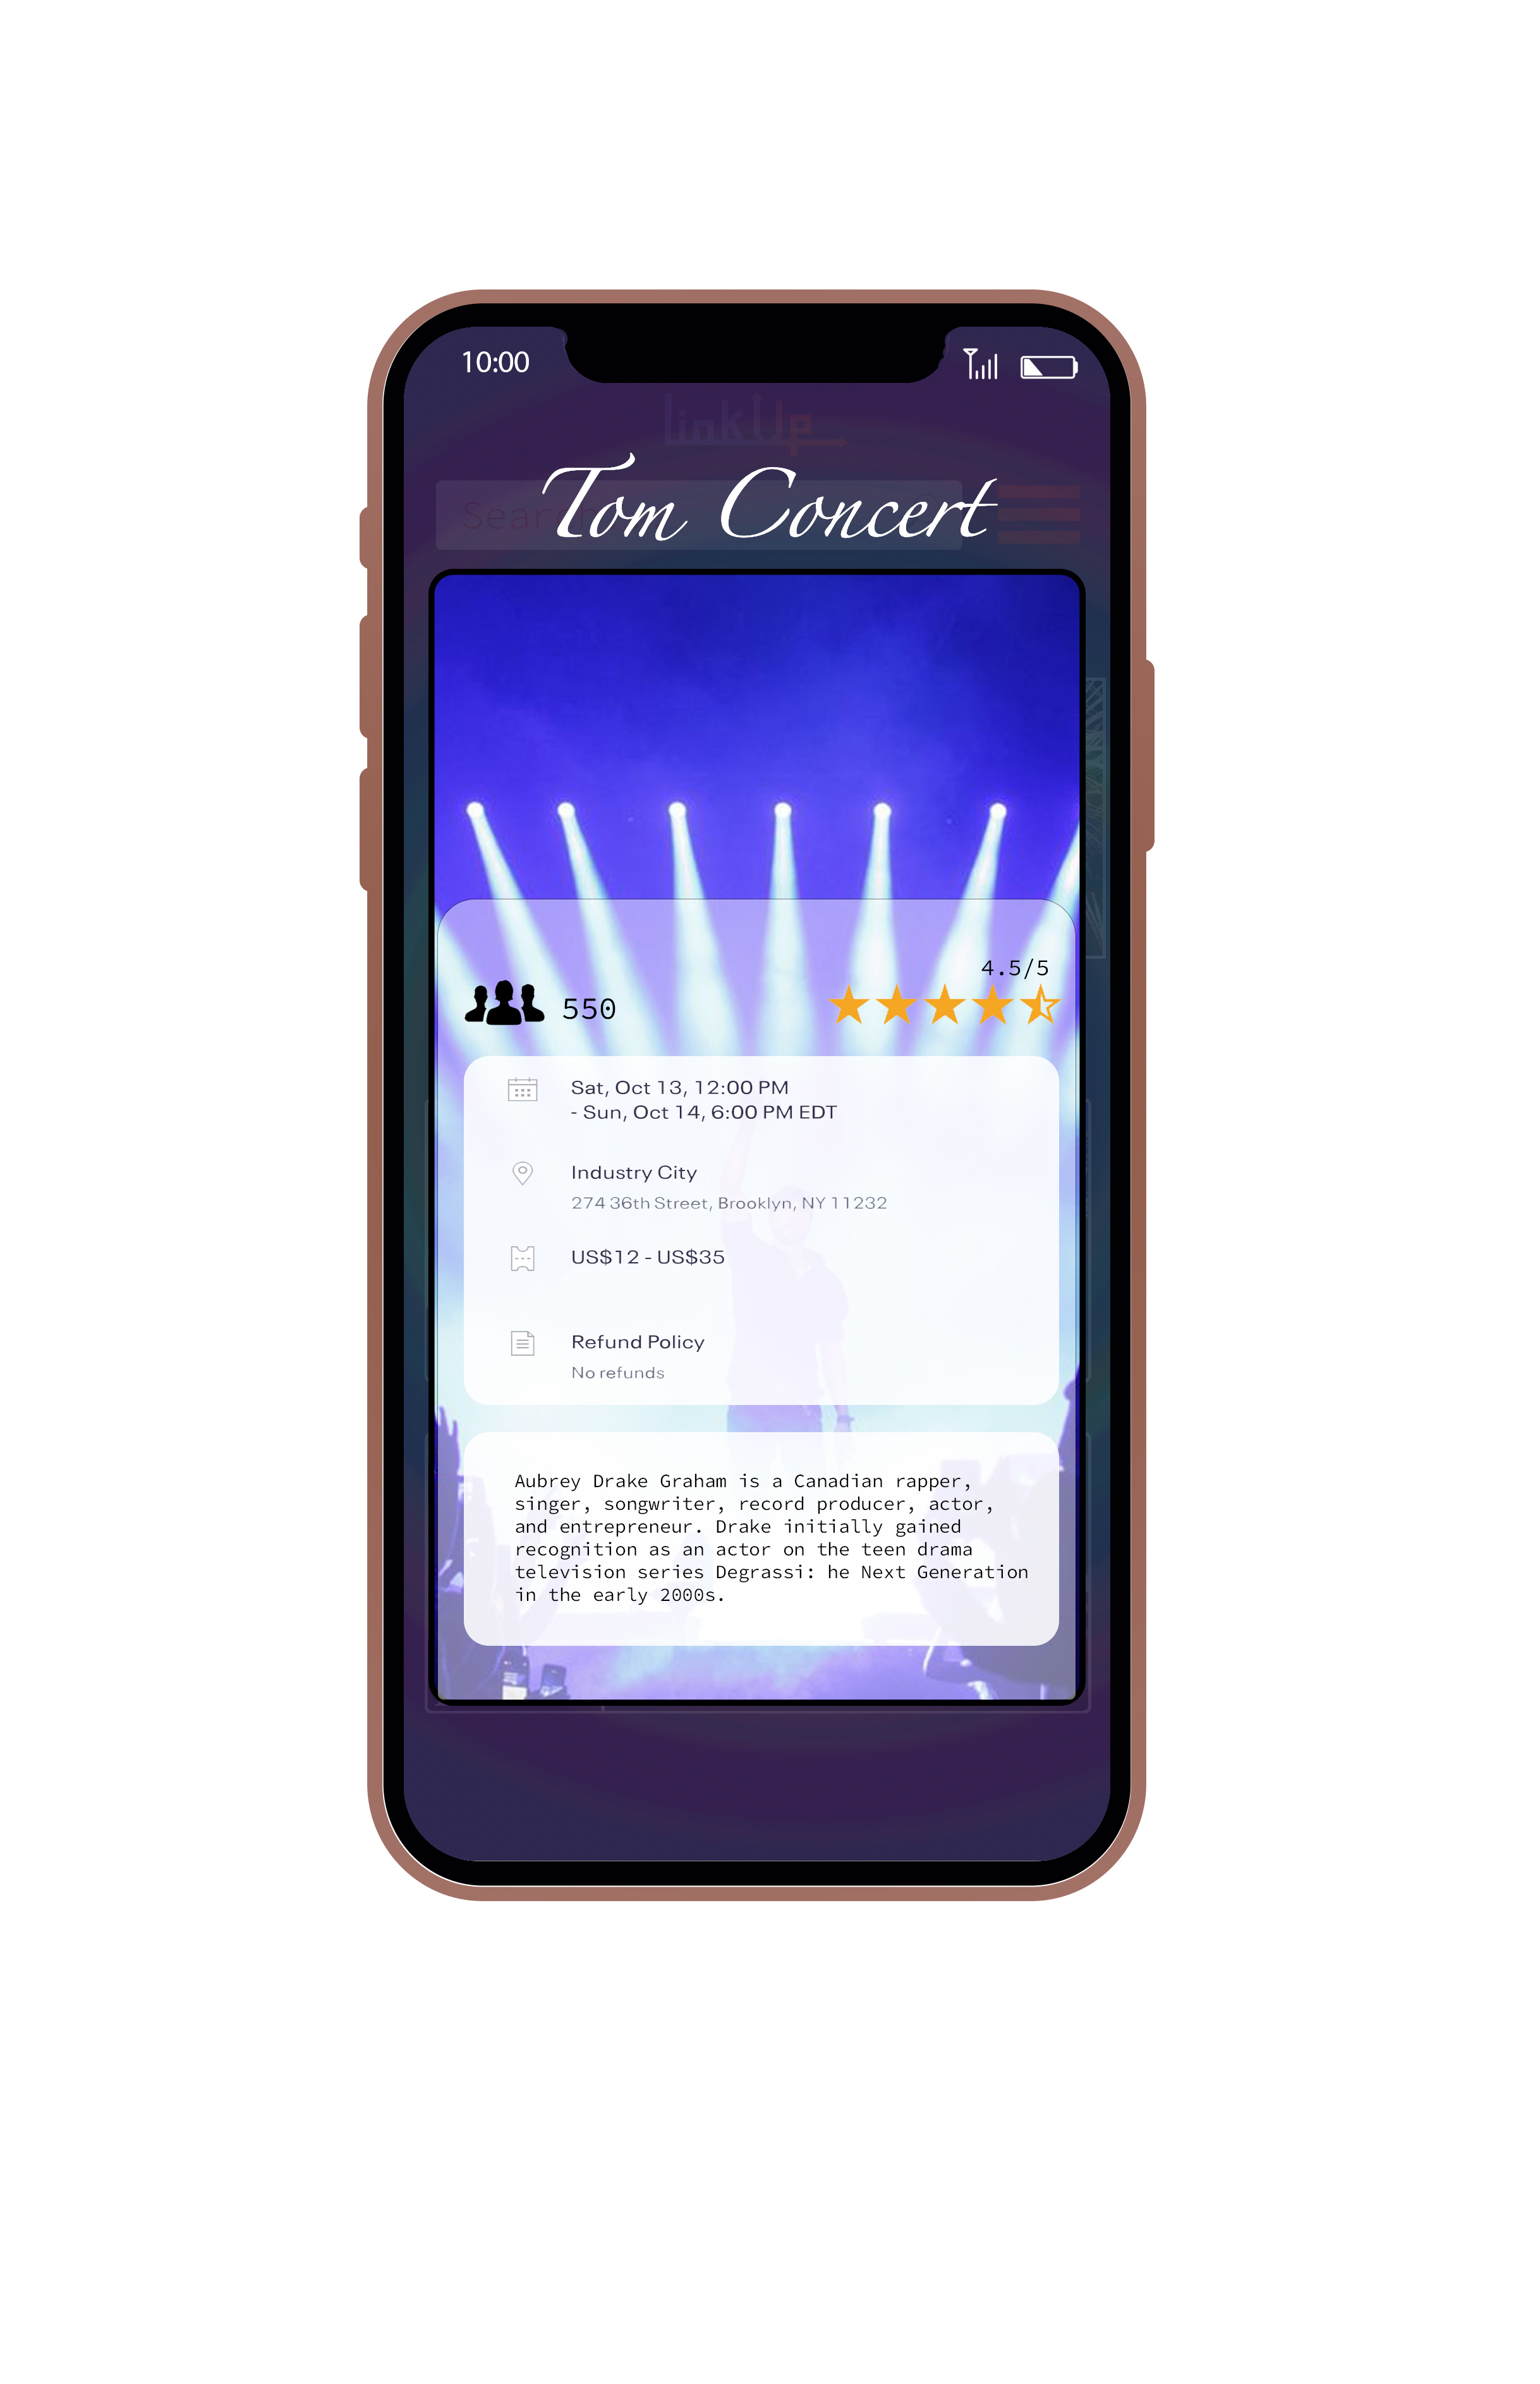 10:00
LinkUp
Search
Tom Concert
4.5/5
550
Sat, Oct 13, 12:00 PM
- Sun, Oct 14, 6:00 PM EDT
Industry City
274 36th Street, Brooklyn, NY 11232
US$12 - US$35
Refund Policy
No refunds
Aubrey Drake Graham is a Canadian rapper,
singer, songwriter, record producer, actor,
and entrepreneur. Drake initially gained
recognition as an actor on the teen drama
television series Degrassi: he Next Generation
in the early 2000s.